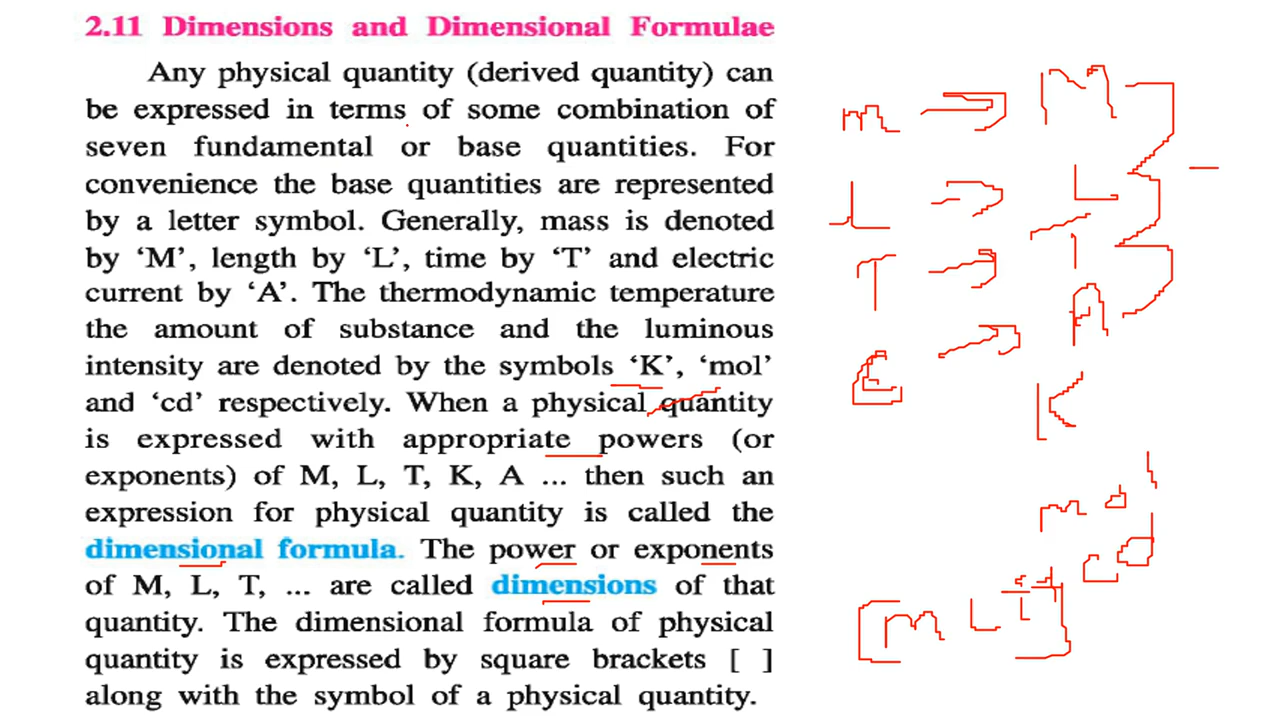 2.11 Dimensions and Dimensional Formulae
Any physical quantity (derived quantity) can
be expressed in terms of some combination of
seven fundamental or base quantities. For
convenience the base quantities are represented
by a letter symbol. Generally, mass is denoted
by ‘M’, length by ‘L’, time by ‘T’ and electric
current by ‘A’. The thermodynamic temperature
the amount of substance and the luminous
intensity are denoted by the symbols ‘K’, ‘mol’
and ‘cd’ respectively. When a physical quantity
is expressed with appropriate powers (or
exponents) of M, L, T, K, A ... then such an
expression for physical quantity is called the
dimensional formula. The power or exponents
of M, L, T, ... are called dimensions of that
quantity. The dimensional formula of physical
quantity is expressed by square brackets [ ]
along with the symbol of a physical quantity.
m → M
L → L
T → T
→ A
K
mol
cd